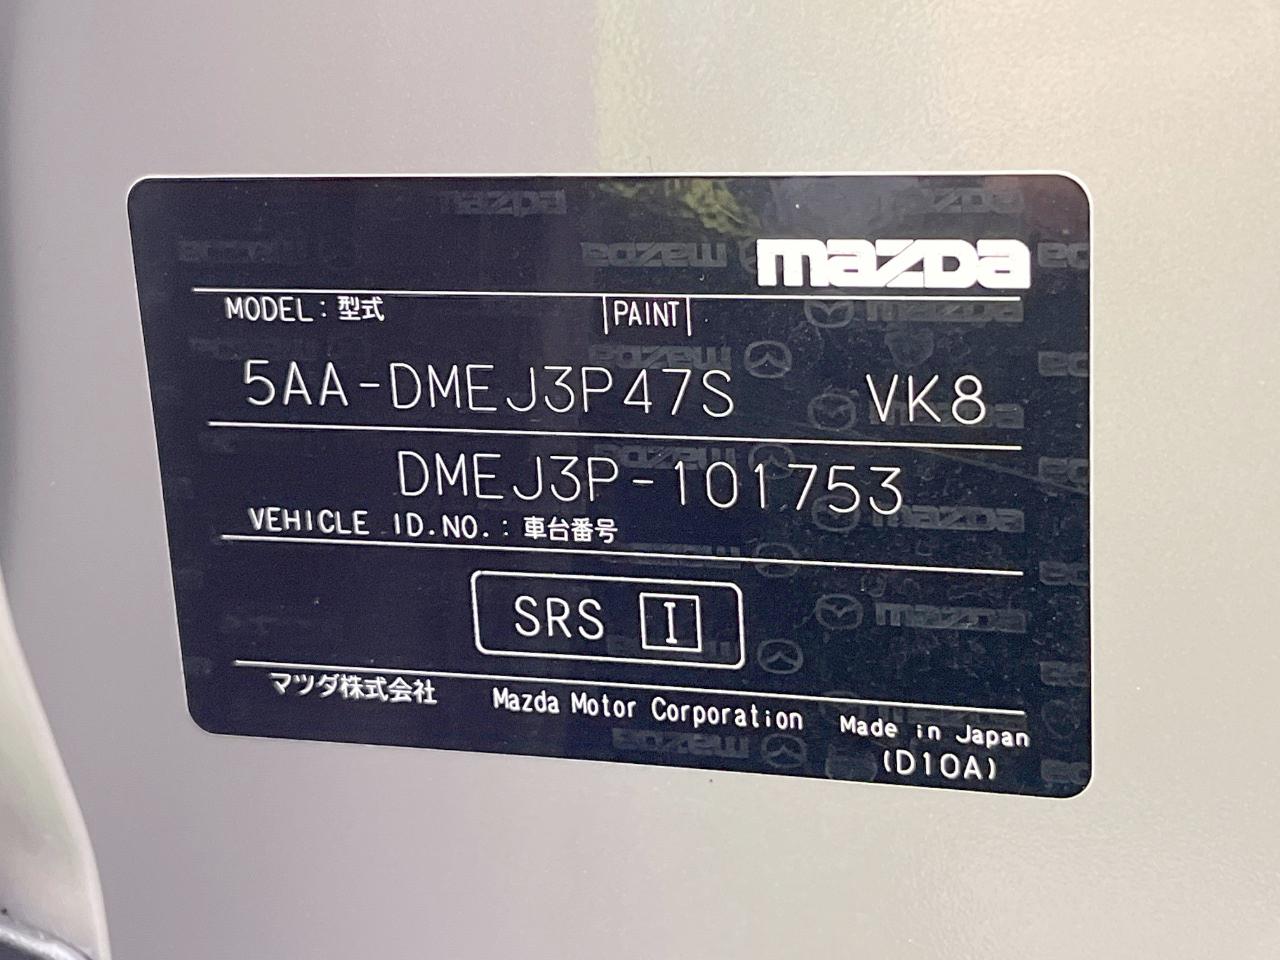 mazda
MODEL: 型式 PAINT
5AA-DMEJ3P47S VK8
DMEJ3P-101753
VEHICLE ID.NO.: 車台番号
SRS I
マツダ株式会社 Mazda Motor Corporation Made in Japan
(D10A)